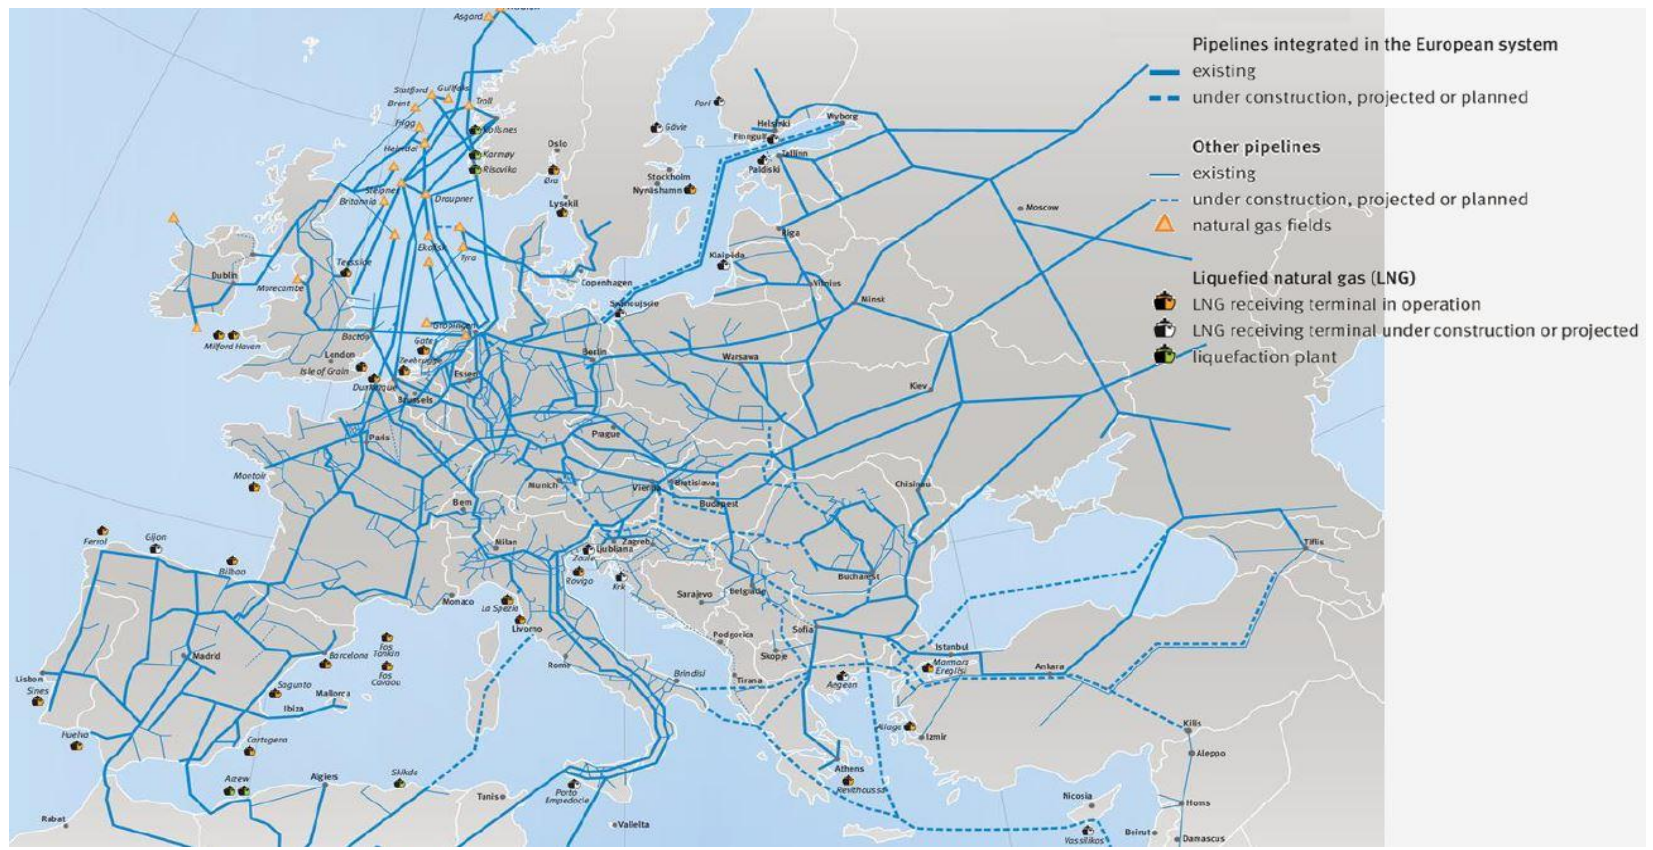 Asgard
Pipelines integrated in the European system
existing
under construction, projected or planned
Other pipelines
existing
under construction, projected or planned
natural gas fields
Liquefied natural gas (LNG)
LNG receiving terminal in operation
LNG receiving terminal under construction or projected
liquefaction plant
Statfjord
Gullfaks
Brent
Troll
Frigg
Heimdal
Kollsnes
Karmøy
Risavika
Sleipner
Britannia
Draupner
Ekofisk
Tyra
Oslo
Øra
Lysekil
Pori
Gävle
Stockholm
Nynäshamn
Helsinki
Finngulf
Wyborg
Tallinn
Paldiski
Moscow
Riga
Klaipeda
Vilnius
Minsk
Copenhagen
Swinoujscie
Teesside
Dublin
Morecambe
Milford Haven
Bacton
London
Isle of Grain
Gate
Zeebrugge
Groningen
Dunkerque
Brussels
Essen
Berlin
Warsawa
Kiev
Paris
Prague
Montoir
Munich
Vienna
Bratislava
Budapest
Chisinau
Bern
Milan
Ljubljana
Zagreb
Rovigo
Krk
Ferrol
Gijon
Bilbao
Monaco
La Spezia
Livorno
Sarajevo
Belgrade
Bucharest
Tiflis
Podgorica
Sofia
Skopje
Tirana
Rome
Brindisi
Istanbul
Marmara
Ereglisi
Ankara
Aegean
Madrid
Barcelona
Fos
Tonkin
Fos
Cavaou
Lisbon
Sines
Sagunto
Mallorca
Ibiza
Huelva
Cartagena
Aliaga
Izmir
Kilis
Aleppo
Athens
Revithoussa
Arzew
Algiers
Skikda
Tunis
Porto
Empedocle
Valletta
Rabat
Nicosia
Vassilikos
Homs
Beirut
Damascus